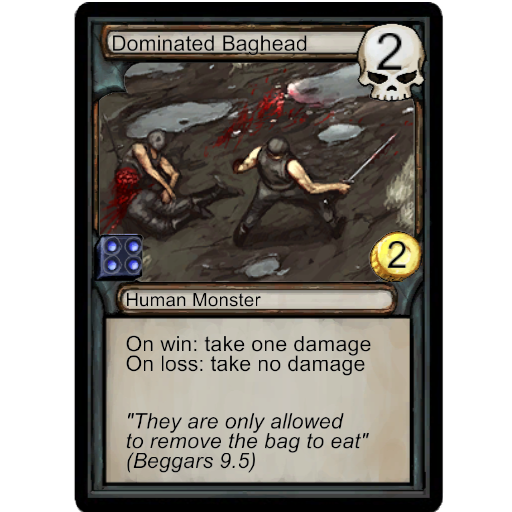 Dominated Baghead
2
2
Human Monster
On win: take one damage
On loss: take no damage
"They are only allowed
to remove the bag to eat"
(Beggars 9.5)